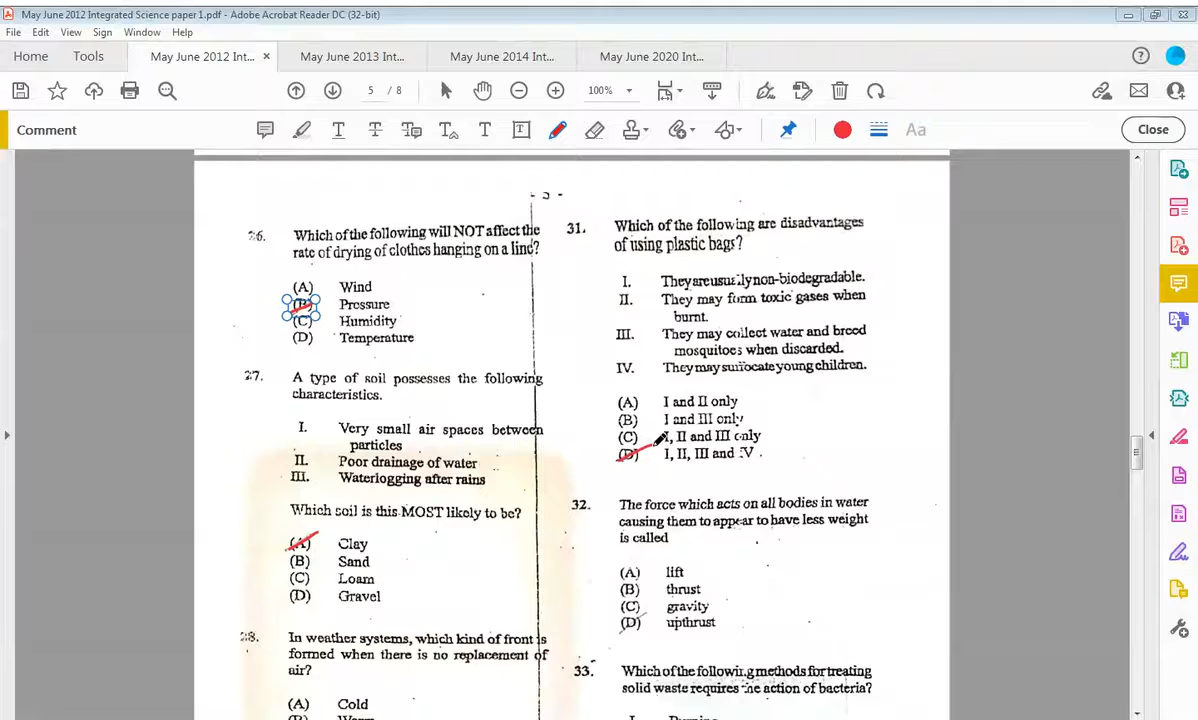 May June 2012 Integrated Science paper 1.pdf - Adobe Acrobat Reader DC (32-bit)
File Edit View Sign Window Help
Home Tools May June 2012 Int... × May June 2013 Int... May June 2014 Int... May June 2020 Int...
5 / 8 100%
Comment Aa Close
- 5 -
26. Which of the following will NOT affect the
rate of drying of clothes hanging on a line?
(A) Wind
(B) Pressure
(C) Humidity
(D) Temperature
27. A type of soil possesses the following
characteristics.
I. Very small air spaces between
particles
II. Poor drainage of water
III. Waterlogging after rains
Which soil is this MOST likely to be?
(A) Clay
(B) Sand
(C) Loam
(D) Gravel
28. In weather systems, which kind of front is
formed when there is no replacement of
air?
(A) Cold
31. Which of the following are disadvantages
of using plastic bags?
I. They are usually non-biodegradable.
II. They may form toxic gases when
burnt.
III. They may collect water and breed
mosquitoes when discarded.
IV. They may suffocate young children.
(A) I and II only
(B) I and III only
(C) I, II and III only
(D) I, II, III and IV .
32. The force which acts on all bodies in water
causing them to appear to have less weight
is called
(A) lift
(B) thrust
(C) gravity
(D) upthrust
33. Which of the following methods for treating
solid waste requires the action of bacteria?